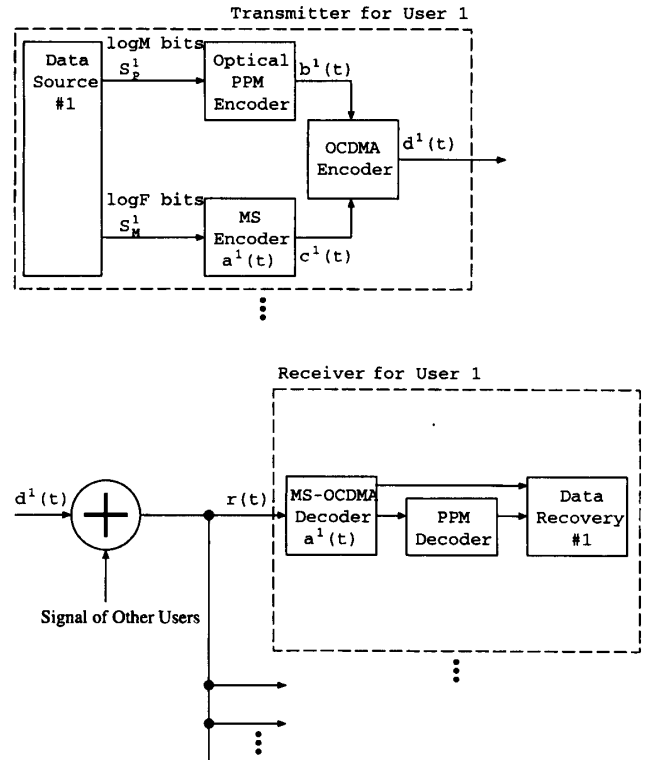 Transmitter for User 1
logM bits
Data
Source
#1
S_P^1
Optical
PPM
Encoder
b^1(t)
OCDMA
Encoder
d^1(t)
logF bits
S_M^1
MS
Encoder
a^1(t)
c^1(t)
Receiver for User 1
d^1(t)
r(t)
MS-OCDMA
Decoder
a^1(t)
PPM
Decoder
Data
Recovery
#1
Signal of Other Users